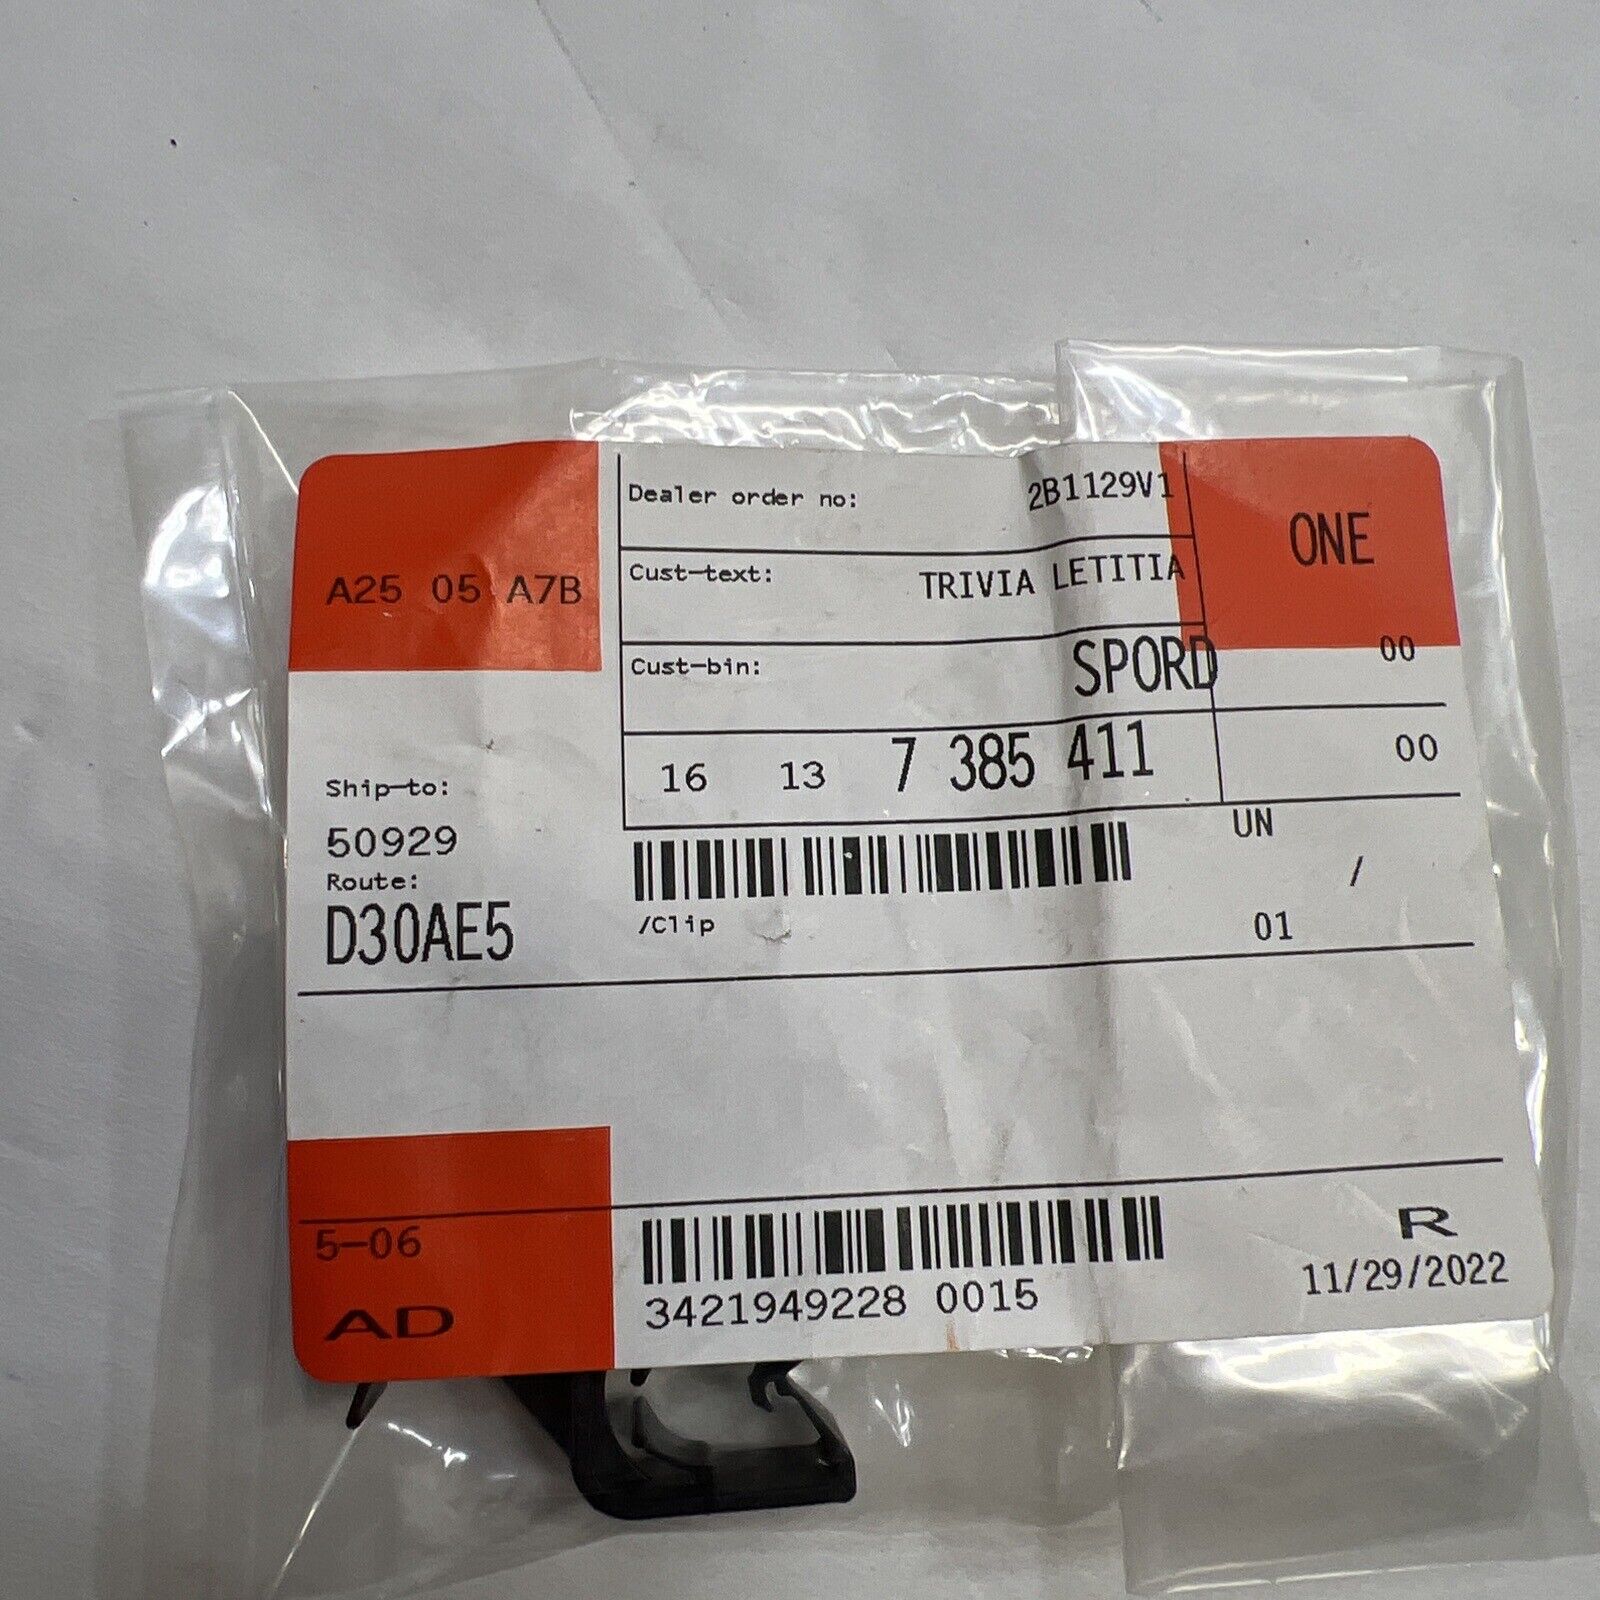 A25 05 A7B
Dealer order no: 2B1129V1
ONE
Cust-text: TRIVIA LETITIA
Cust-bin: SPORD 00
16 13 7 385 411 00
Ship-to:
50929
Route:
D30AE5
UN
/
/Clip
01
5-06
AD
3421949228 0015
R
11/29/2022